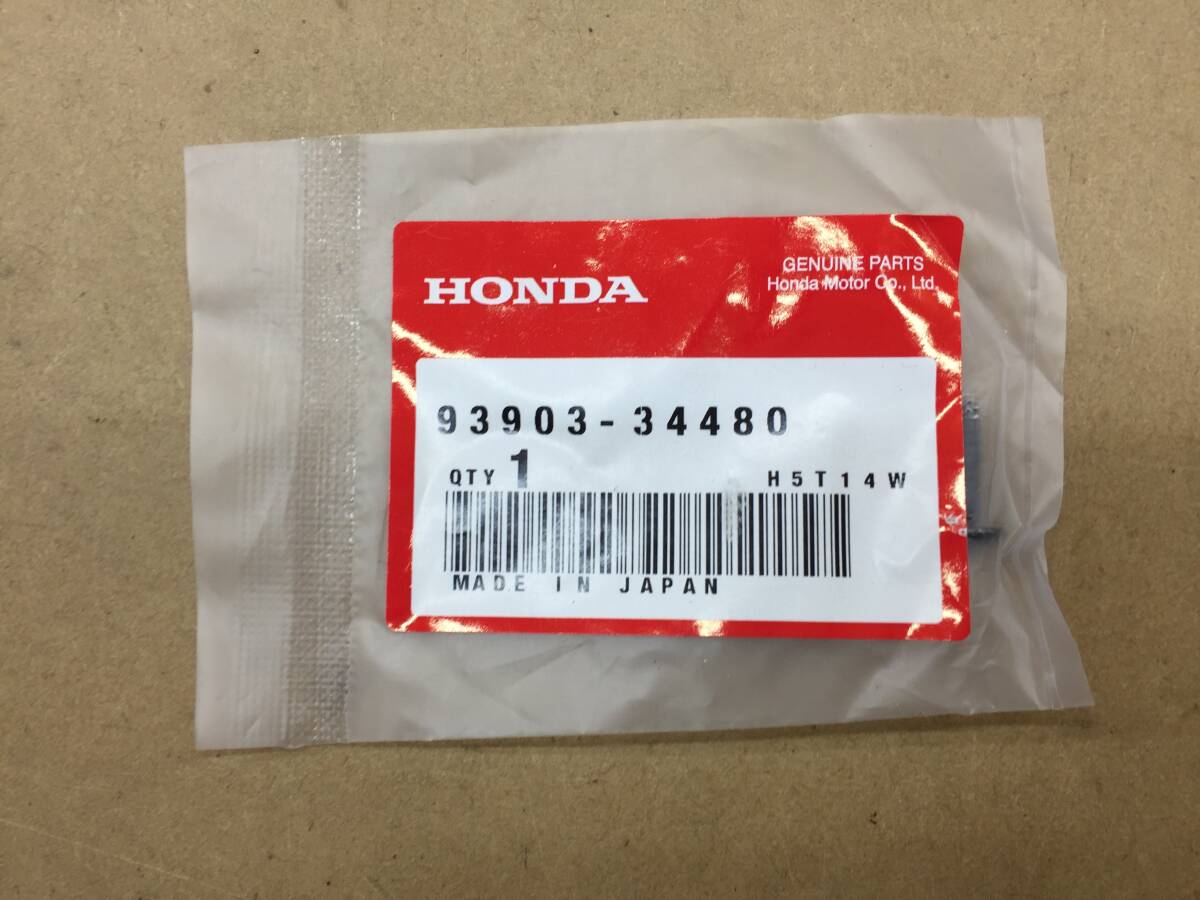 HONDA
GENUINE PARTS
Honda Motor Co., Ltd.
93903-34480
QTY 1 H5T14W
MADE IN JAPAN